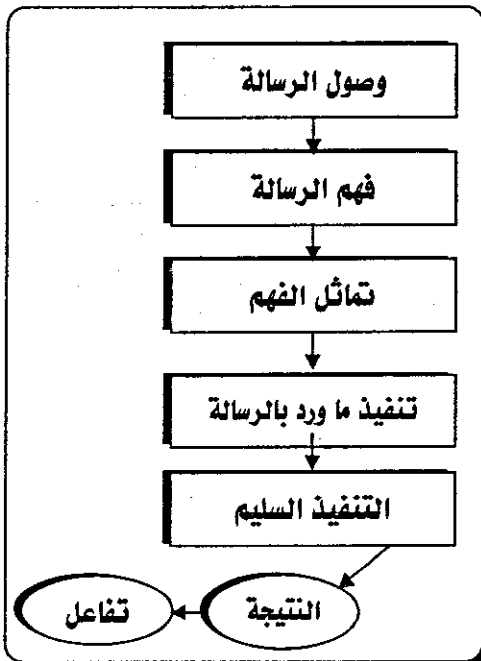 وصول الرسالة
فهم الرسالة
تماثل الفهم
تنفيذ ما ورد بالرسالة
التنفيذ السليم
النتيجة
تفاعل